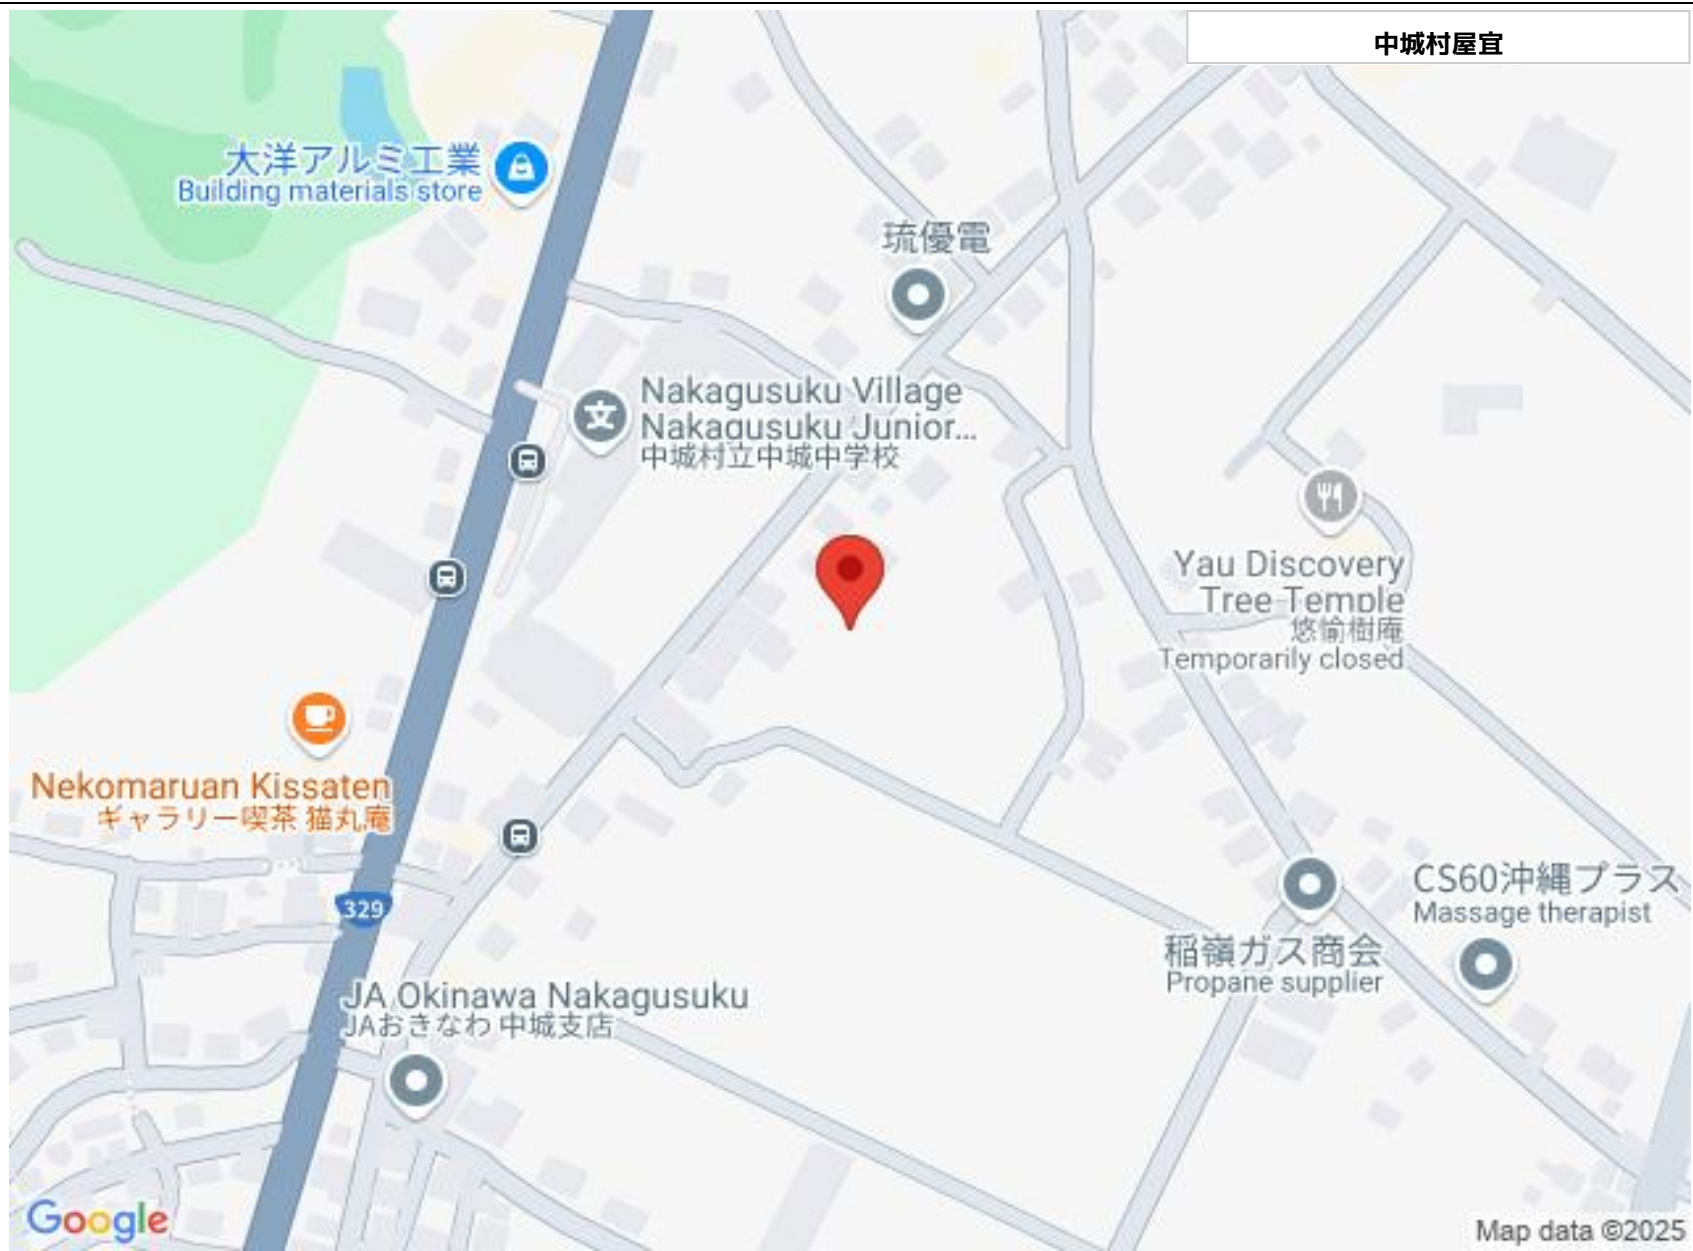 中城村屋宜
大洋アルミ工業
Building materials store
琉優電
Nakagusuku Village
Nakagusuku Junior...
中城村立中城中学校
Yau Discovery
Tree Temple
悠愉樹庵
Temporarily closed
Nekomaruan Kissaten
ギャラリー喫茶 猫丸庵
329
CS60沖縄プラス
Massage therapist
稲嶺ガス商会
Propane supplier
JA Okinawa Nakagusuku
JAおきなわ 中城支店
Google
Map data ©2025